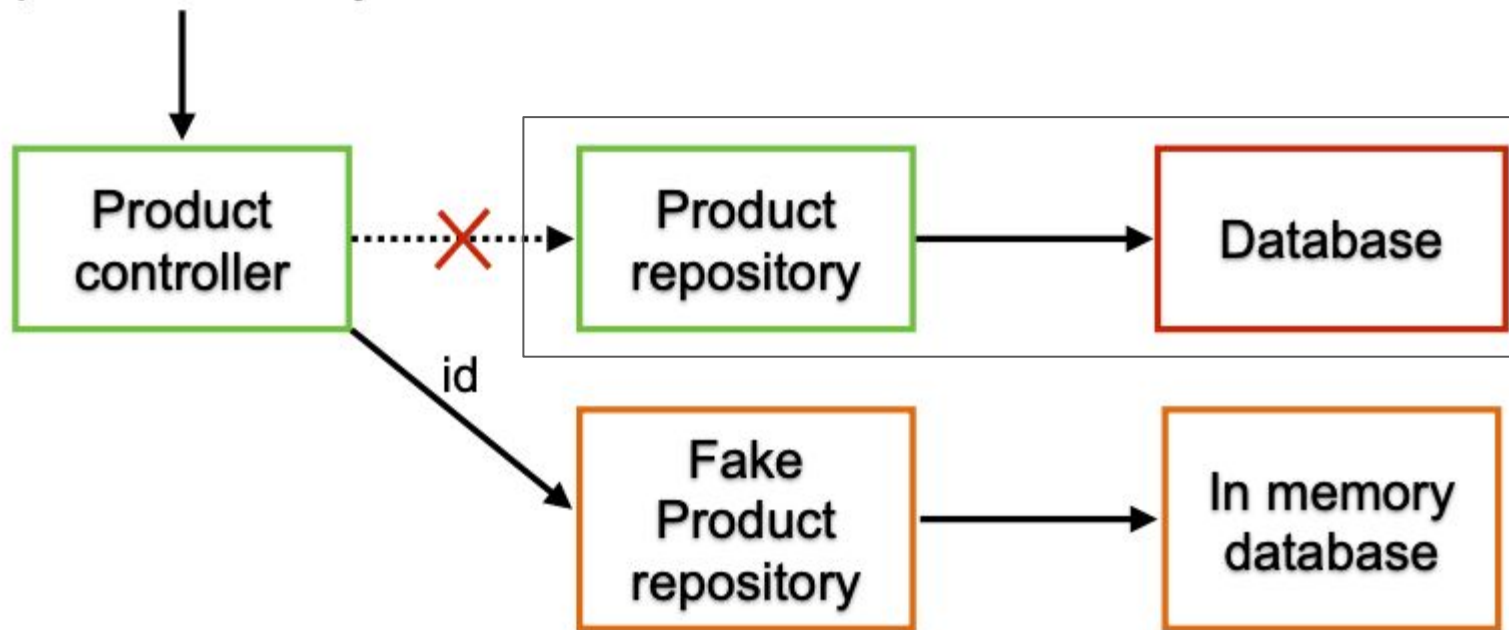 Product
controller
Product
repository
Database
id
Fake
Product
repository
In memory
database